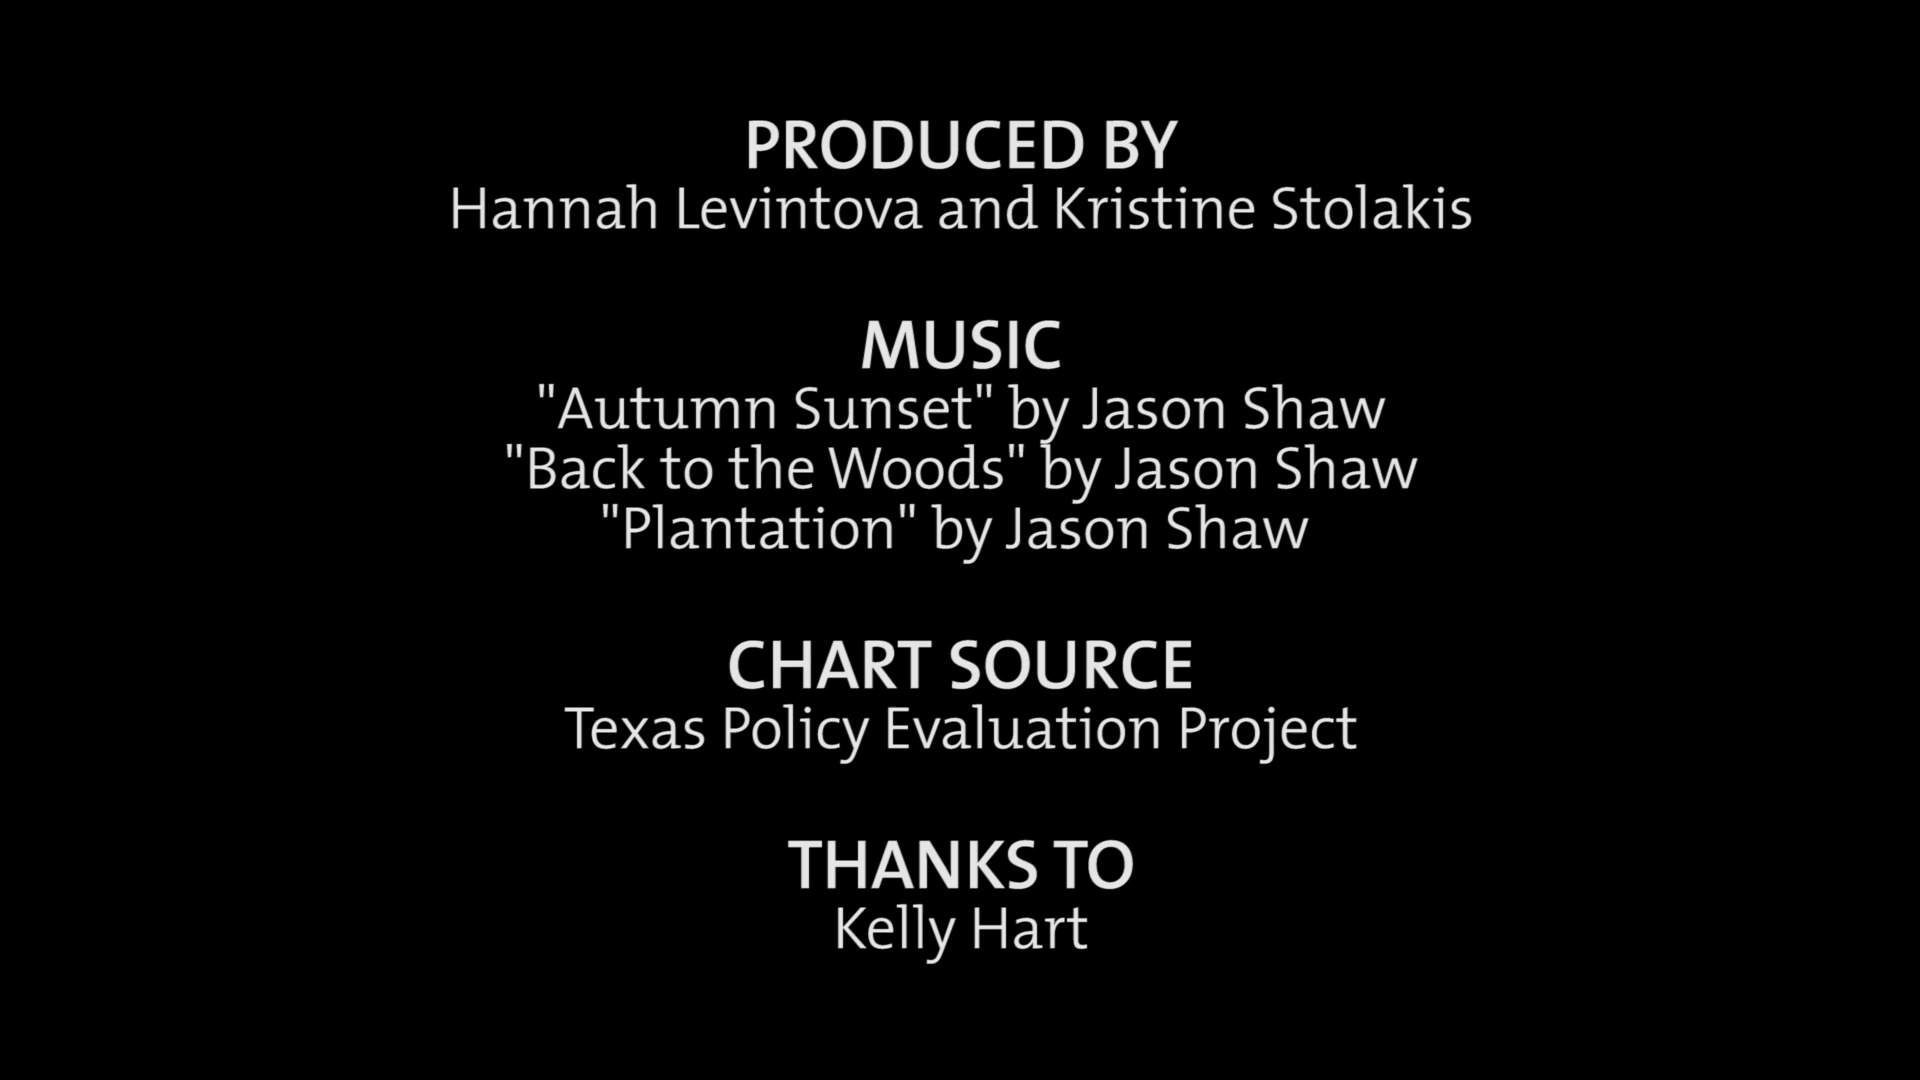 PRODUCED BY
Hannah Levintova and Kristine Stolakis
MUSIC
"Autumn Sunset" by Jason Shaw
"Back to the Woods" by Jason Shaw
"Plantation" by Jason Shaw
CHART SOURCE
Texas Policy Evaluation Project
THANKS TO
Kelly Hart